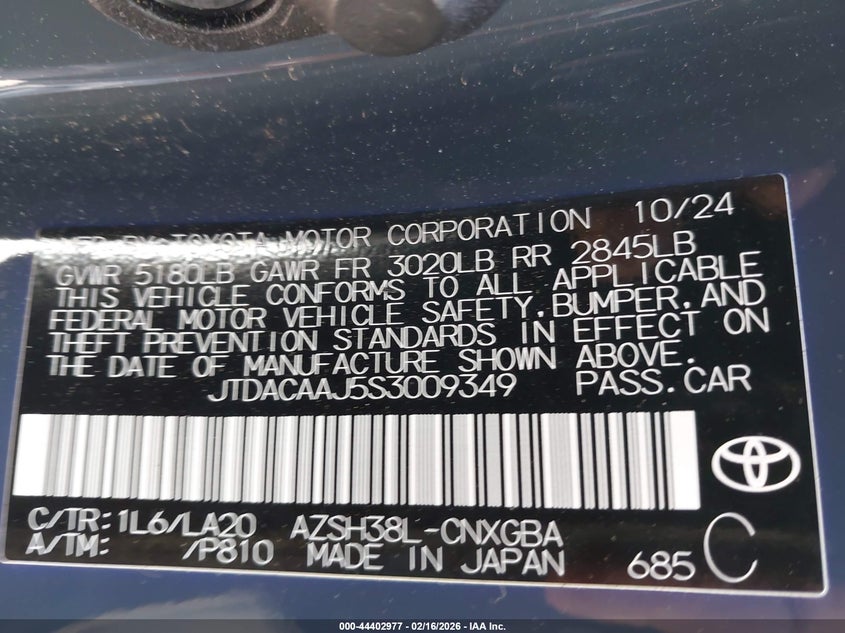 MFD BY TOYOTA MOTOR CORPORATION 10/24
GVWR 5180LB GAWR FR 3020LB RR 2845LB
THIS VEHICLE CONFORMS TO ALL APPLICABLE
FEDERAL MOTOR VEHICLE SAFETY, BUMPER, AND
THEFT PREVENTION STANDARDS IN EFFECT ON
THE DATE OF MANUFACTURE SHOWN ABOVE.
JTDACAAJ5S3009349 PASS.CAR
C/TR:1L6/LA20 AZSH38L-CNXGBA
A/TM: /P810 MADE IN JAPAN 685 C
000-44402977 - 02/16/2026 - IAA Inc.